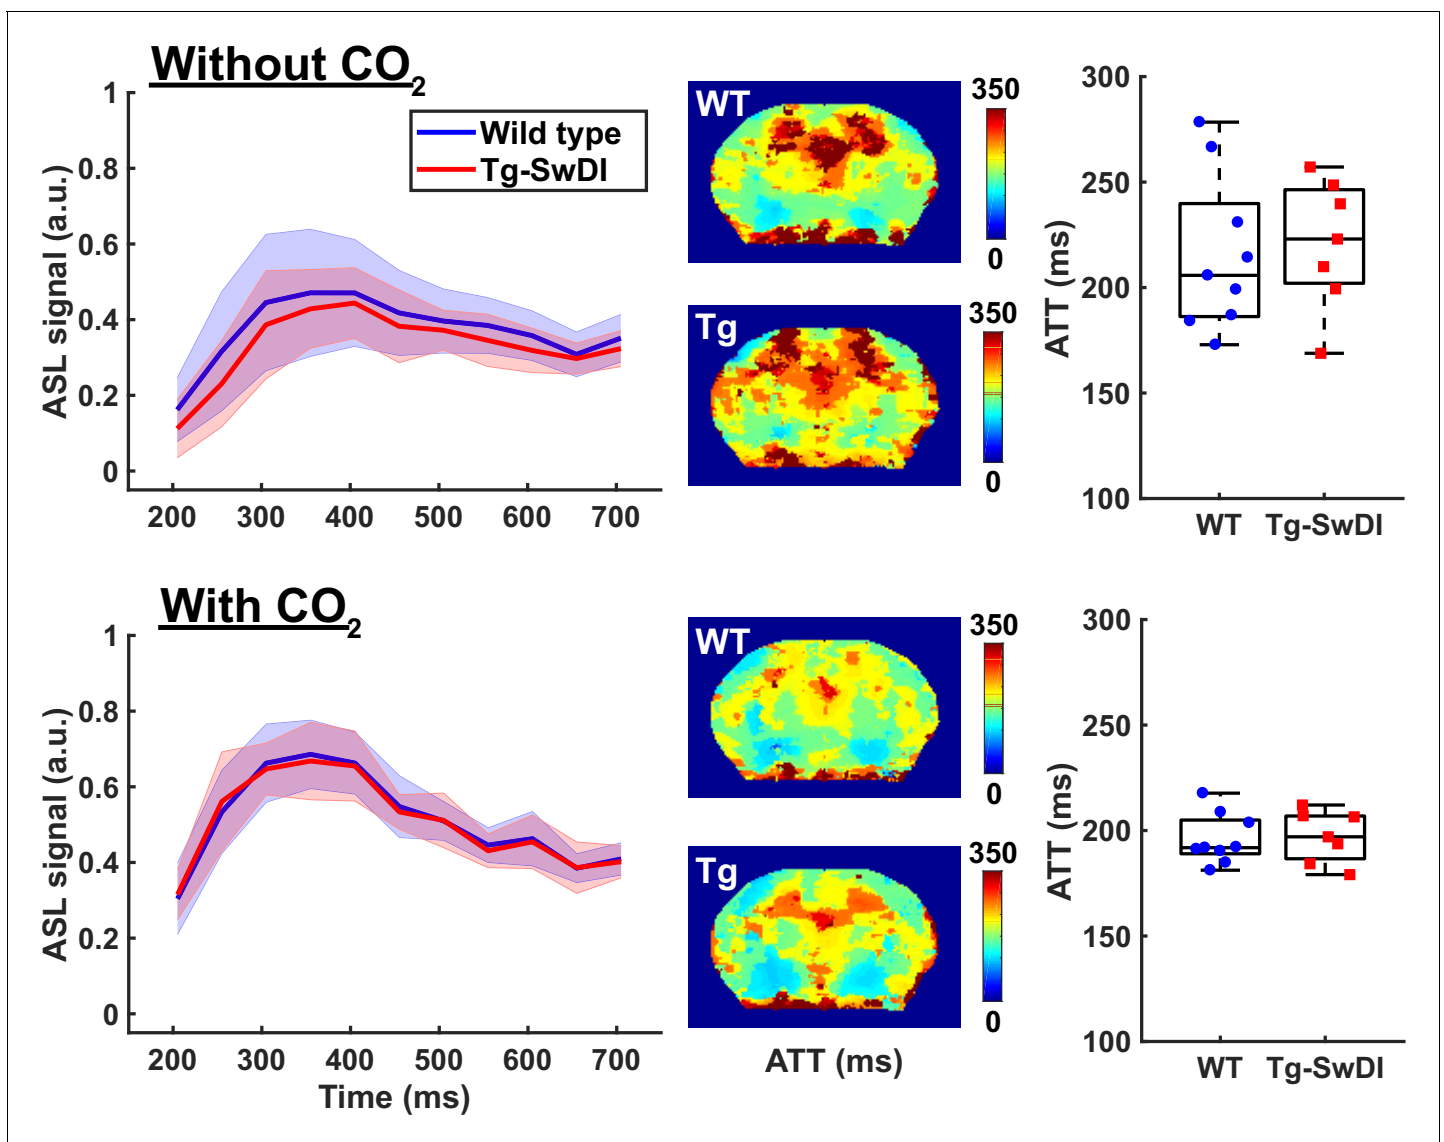 Without CO2
1
0.8
0.6
0.4
0.2
0
ASL signal (a.u.)
Wild type
Tg-SwDI
200 300 400 500 600 700
WT
350
0
Tg
350
0
300
250
200
150
100
ATT (ms)
WT Tg-SwDI
With CO2
1
0.8
0.6
0.4
0.2
0
ASL signal (a.u.)
200 300 400 500 600 700
Time (ms)
WT
350
0
Tg
350
0
ATT (ms)
300
250
200
150
100
ATT (ms)
WT Tg-SwDI